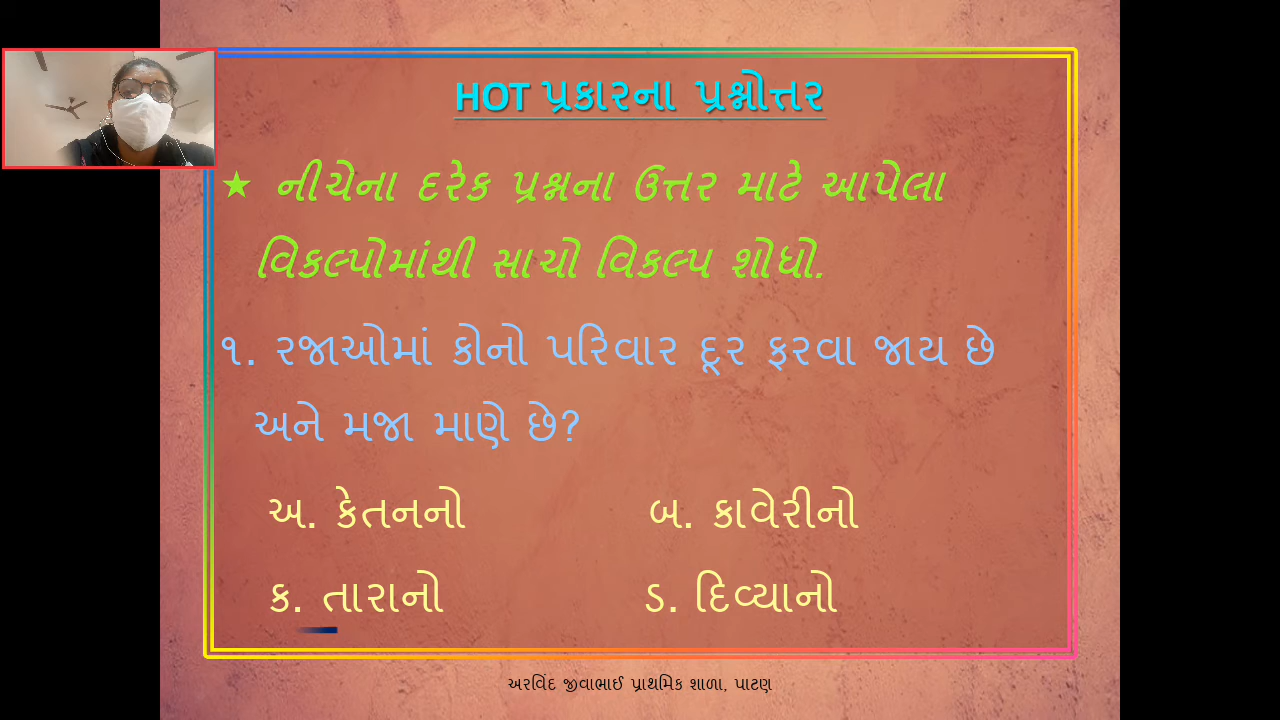 HOT પ્રકારના પ્રશ્નોત્તર
★ નીચેના દરેક પ્રશ્નના ઉત્તર માટે આપેલા
વિકલ્પોમાંથી સાચો વિકલ્પ શોધો.
૧. રજાઓમાં કોનો પરિવાર દૂર ફરવા જાય છે
અને મજા માણે છે?
અ. કેતનનો બ. કાવેરીનો
ક. તારાનો ડ. દિવ્યાનો
અરવિંદ જીવાભાઈ પ્રાથમિક શાળા, પાટણ